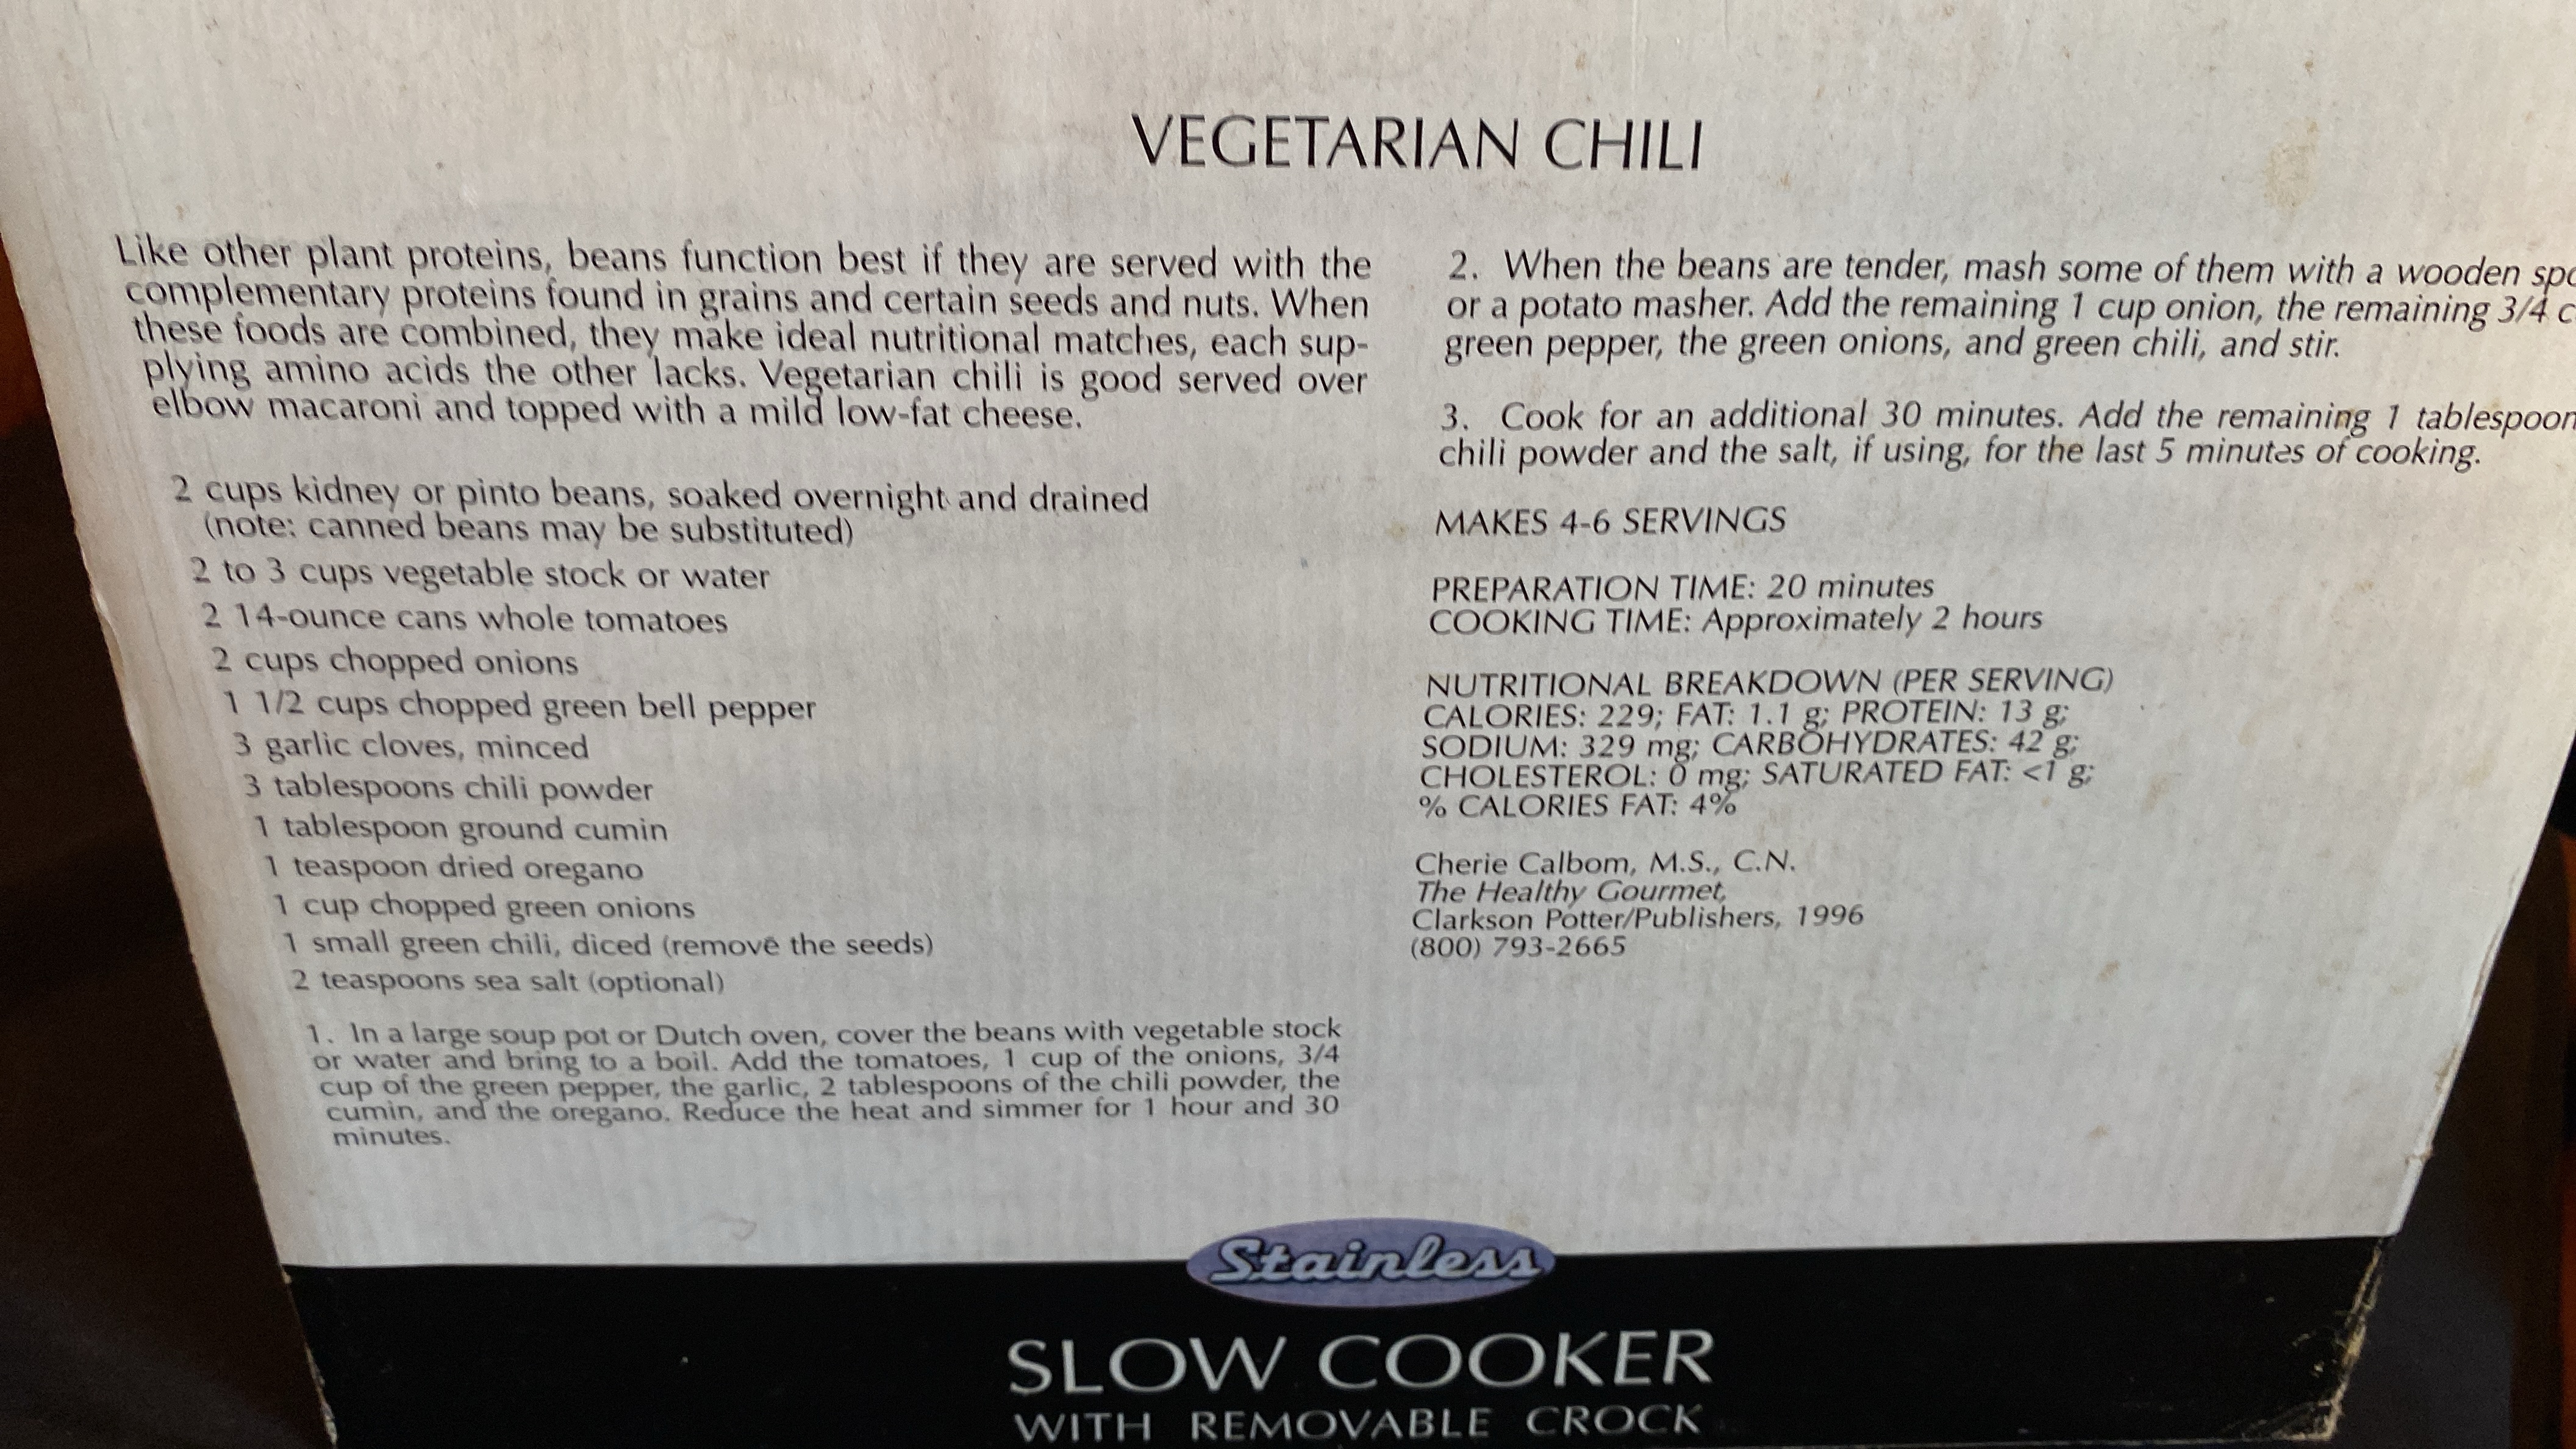 VEGETARIAN CHILI
Like other plant proteins, beans function best if they are served with the
complementary proteins found in grains and certain seeds and nuts. When
these foods are combined, they make ideal nutritional matches, each sup-
plying amino acids the other lacks. Vegetarian chili is good served over
elbow macaroni and topped with a mild low-fat cheese.
2 cups kidney or pinto beans, soaked overnight and drained
(note: canned beans may be substituted)
2 to 3 cups vegetable stock or water
2 14-ounce cans whole tomatoes
2 cups chopped onions
1 1/2 cups chopped green bell pepper
3 garlic cloves, minced
3 tablespoons chili powder
1 tablespoon ground cumin
1 teaspoon dried oregano
1 cup chopped green onions
1 small green chili, diced (remove the seeds)
2 teaspoons sea salt (optional)
1. In a large soup pot or Dutch oven, cover the beans with vegetable stock
or water and bring to a boil. Add the tomatoes, 1 cup of the onions, 3/4
cup of the green pepper, the garlic, 2 tablespoons of the chili powder, the
cumin, and the oregano. Reduce the heat and simmer for 1 hour and 30
minutes.
2. When the beans are tender, mash some of them with a wooden
or a potato masher. Add the remaining 1 cup onion, the remaining 3/4
green pepper, the green onions, and green chili, and stir.
3. Cook for an additional 30 minutes. Add the remaining 1 tablespoon
chili powder and the salt, if using, for the last 5 minutes of cooking.
MAKES 4-6 SERVINGS
PREPARATION TIME: 20 minutes
COOKING TIME: Approximately 2 hours
NUTRITIONAL BREAKDOWN (PER SERVING)
CALORIES: 229; FAT: 1.1 g; PROTEIN: 13 g;
SODIUM: 329 mg; CARBOHYDRATES: 42 g;
CHOLESTEROL: 0 mg; SATURATED FAT: <1 g;
% CALORIES FAT: 4%
Cherie Calbom, M.S., C.N.
The Healthy Gourmet,
Clarkson Potter/Publishers, 1996
(800) 793-2665
Stainless
SLOW COOKER
WITH REMOVABLE CROCK